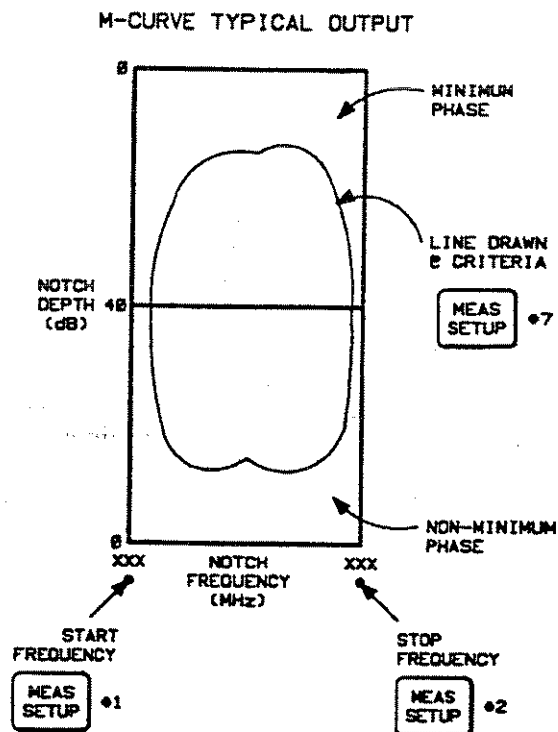 M-CURVE TYPICAL OUTPUT
0
MINIMUM
PHASE
LINE DRAWN
@ CRITERIA
NOTCH
DEPTH
(dB)
40
MEAS
SETUP
•7
NON-MINIMUM
PHASE
0
XXX
NOTCH
FREQUENCY
(MHz)
XXX
START
FREQUENCY
MEAS
SETUP
•1
STOP
FREQUENCY
MEAS
SETUP
•2